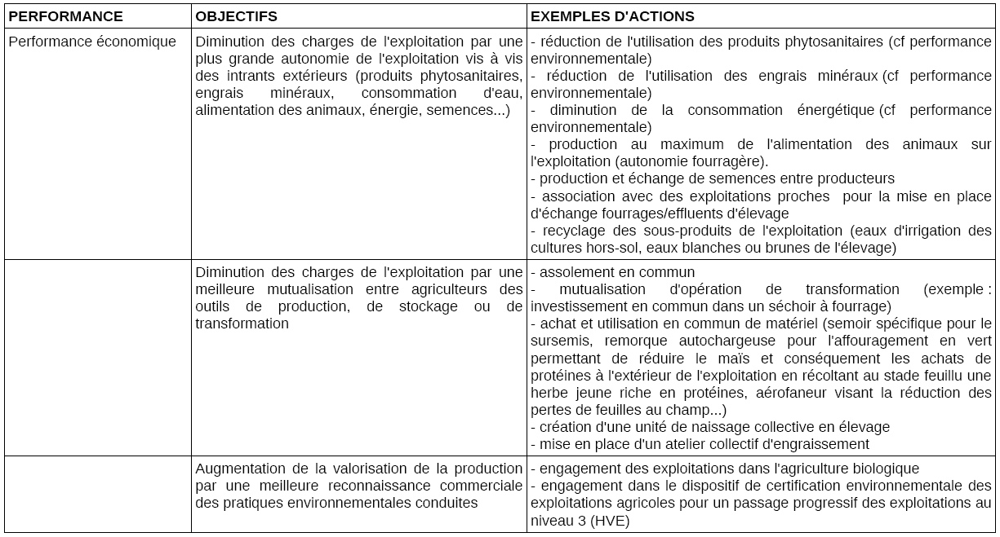 PERFORMANCE
OBJECTIFS
EXEMPLES D'ACTIONS
Performance économique
Diminution des charges de l'exploitation par une
plus grande autonomie de l'exploitation vis à vis
des intrants extérieurs (produits phytosanitaires,
engrais minéraux, consommation d'eau,
alimentation des animaux, énergie, semences...)
- réduction de l'utilisation des produits phytosanitaires (cf performance
environnementale)
- réduction de l'utilisation des engrais minéraux (cf performance
environnementale)
- diminution de la consommation énergétique (cf performance
environnementale)
- production au maximum de l'alimentation des animaux sur
l'exploitation (autonomie fourragère).
- production et échange de semences entre producteurs
- association avec des exploitations proches pour la mise en place
d'échange fourrages/effluents d'élevage
- recyclage des sous-produits de l'exploitation (eaux d'irrigation des
cultures hors-sol, eaux blanches ou brunes de l'élevage)
Diminution des charges de l'exploitation par une
meilleure mutualisation entre agriculteurs des
outils de production, de stockage ou de
transformation
- assolement en commun
- mutualisation d'opération de transformation (exemple :
investissement en commun dans un séchoir à fourrage)
- achat et utilisation en commun de matériel (semoir spécifique pour le
sursemis, remorque autochargeuse pour l'affouragement en vert
permettant de réduire le maïs et conséquement les achats de
protéines à l'extérieur de l'exploitation en récoltant au stade feuillu une
herbe jeune riche en protéines, aérofaneur visant la réduction des
pertes de feuilles au champ...)
- création d'une unité de naissage collective en élevage
- mise en place d'un atelier collectif d'engraissement
Augmentation de la valorisation de la production
par une meilleure reconnaissance commerciale
des pratiques environnementales conduites
- engagement des exploitations dans l'agriculture biologique
- engagement dans le dispositif de certification environnementale des
exploitations agricoles pour un passage progressif des exploitations au
niveau 3 (HVE)